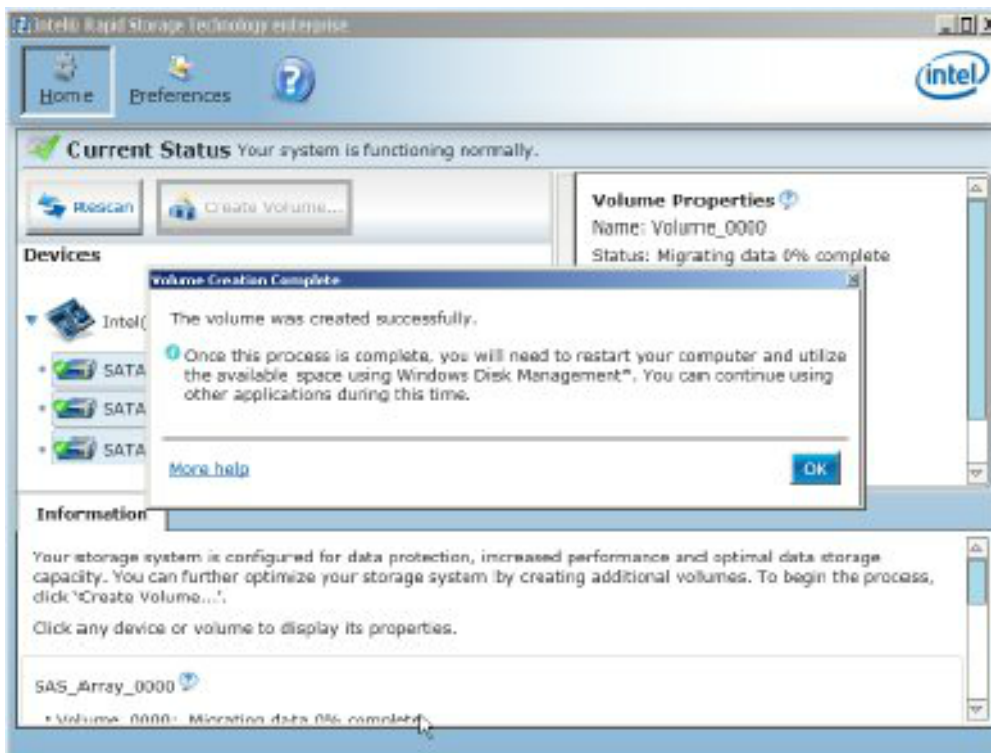 Intel® Rapid Storage Technology enterprise
Home
Preferences
?
intel
Current Status Your system is functioning normally.
Rescan
Create Volume...
Volume Properties
Name: Volume_0000
Status: Migrating data 0% complete
Devices
Volume Creation Complete
The volume was created successfully.
Once this process is complete, you will need to restart your computer and utilize
the available space using Windows Disk Management*. You can continue using
other applications during this time.
More help
OK
Intel(
SATA
SATA
SATA
Information
Your storage system is configured for data protection, increased performance and optimal data storage
capacity. You can further optimize your storage system by creating additional volumes. To begin the process,
click 'Create Volume...'.
Click any device or volume to display its properties.
SAS_Array_0000
• Volume_0000: Migrating data 0% complete